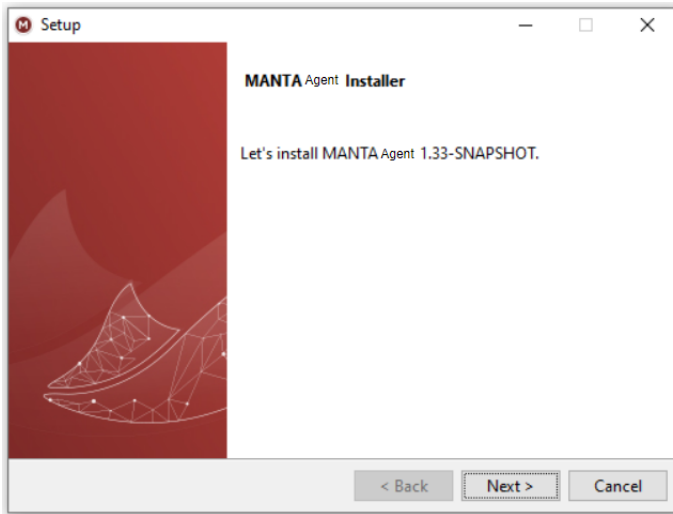 Setup
MANTA Agent Installer
Let's install MANTA Agent 1.33-SNAPSHOT.
< Back Next > Cancel